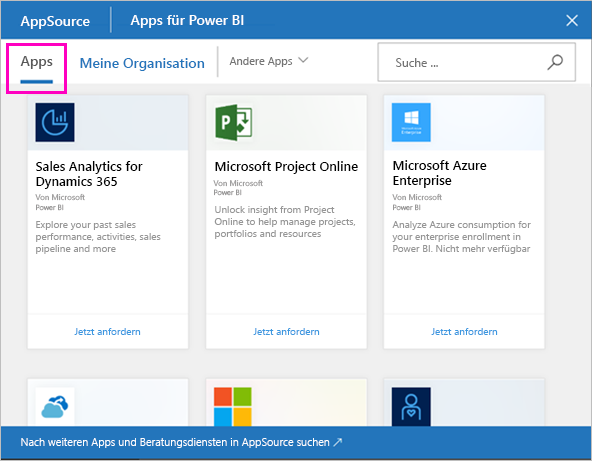 AppSource
Apps für Power BI
Apps
Meine Organisation
Andere Apps
Suche ...
Sales Analytics for
Dynamics 365
Von Microsoft
Power BI
Explore your past sales
performance, activities, sales
pipeline and more
Jetzt anfordern
Microsoft Project Online
Von Microsoft
Power BI
Unlock insight from Project
Online to help manage projects,
portfolios and resources
Jetzt anfordern
Microsoft Azure
Enterprise
Von Microsoft
Power BI
Analyze Azure consumption for
your enterprise enrollment in
Power BI. Nicht mehr verfügbar
Jetzt anfordern
Nach weiteren Apps und Beratungsdiensten in AppSource suchen